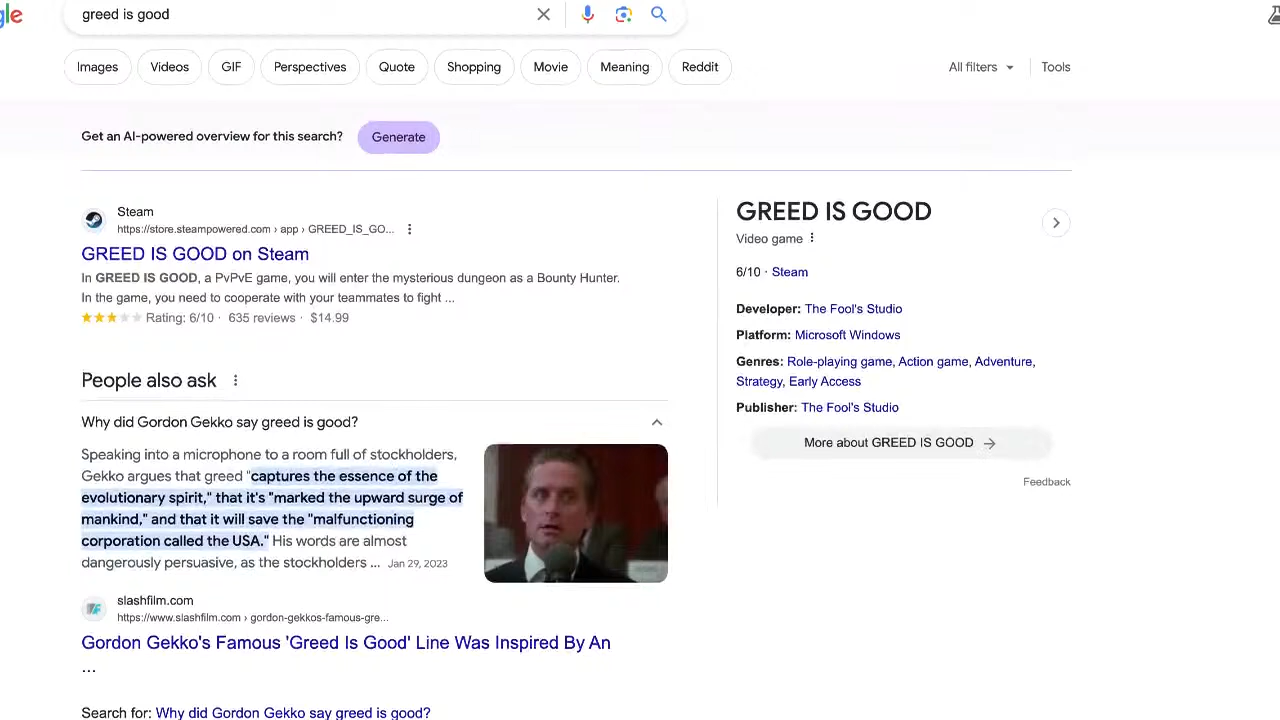 gle
greed is good
Images
Videos
GIF
Perspectives
Quote
Shopping
Movie
Meaning
Reddit
All filters
Tools
Get an AI-powered overview for this search?
Generate
Steam
https://store.steampowered.com › app › GREED_IS_GO...
GREED IS GOOD on Steam
In GREED IS GOOD, a PvPvE game, you will enter the mysterious dungeon as a Bounty Hunter.
In the game, you need to cooperate with your teammates to fight ...
Rating: 6/10 · 635 reviews · $14.99
People also ask
Why did Gordon Gekko say greed is good?
Speaking into a microphone to a room full of stockholders,
Gekko argues that greed "captures the essence of the
evolutionary spirit," that it's "marked the upward surge of
mankind," and that it will save the "malfunctioning
corporation called the USA." His words are almost
dangerously persuasive, as the stockholders ... Jan 29, 2023
slashfilm.com
https://www.slashfilm.com › gordon-gekkos-famous-gre...
Gordon Gekko's Famous 'Greed Is Good' Line Was Inspired By An
...
Search for: Why did Gordon Gekko say greed is good?
GREED IS GOOD
Video game
6/10 · Steam
Developer: The Fool's Studio
Platform: Microsoft Windows
Genres: Role-playing game, Action game, Adventure,
Strategy, Early Access
Publisher: The Fool's Studio
More about GREED IS GOOD
Feedback